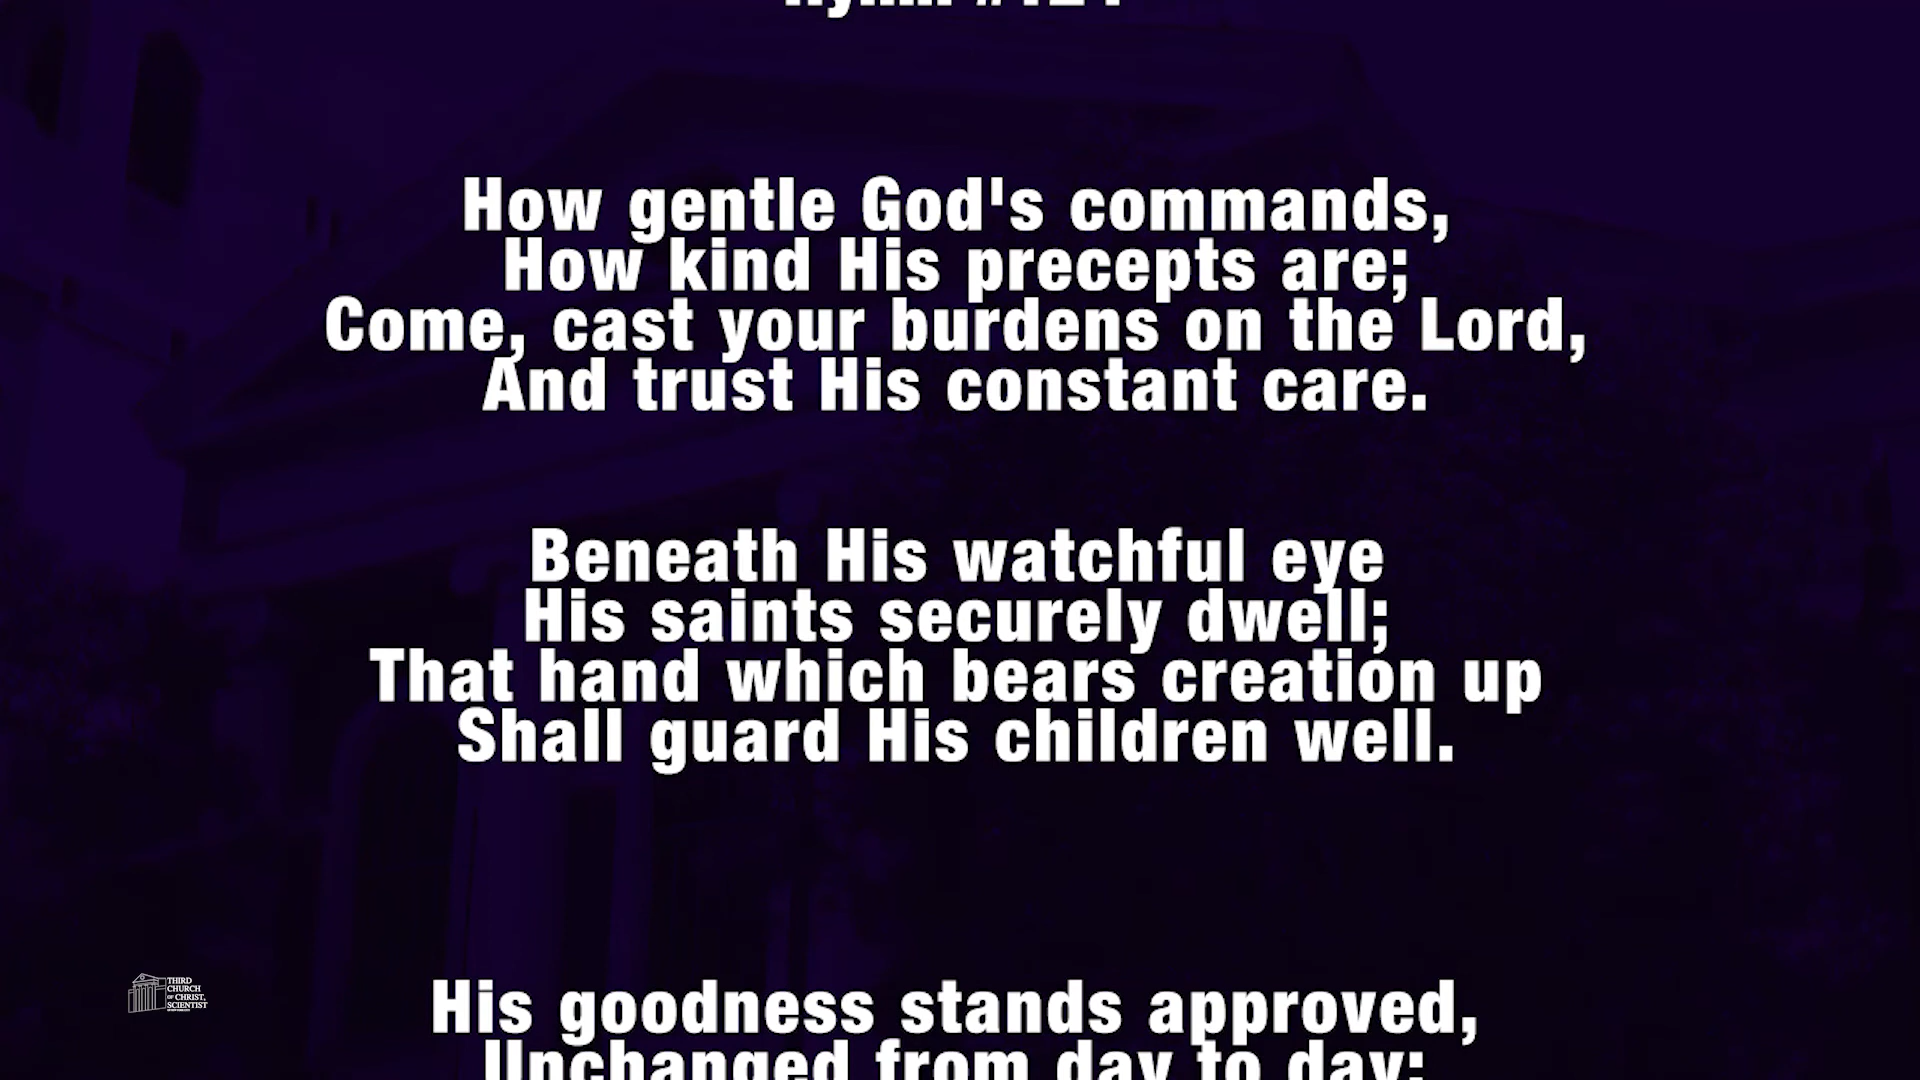 How gentle God's commands,
How kind His precepts are;
Come, cast your burdens on the Lord,
And trust His constant care.
Beneath His watchful eye
His saints securely dwell;
That hand which bears creation up
Shall guard His children well.
THIRD
CHURCH
OF CHRIST,
SCIENTIST
His goodness stands approved,
Unchanged from day to day;